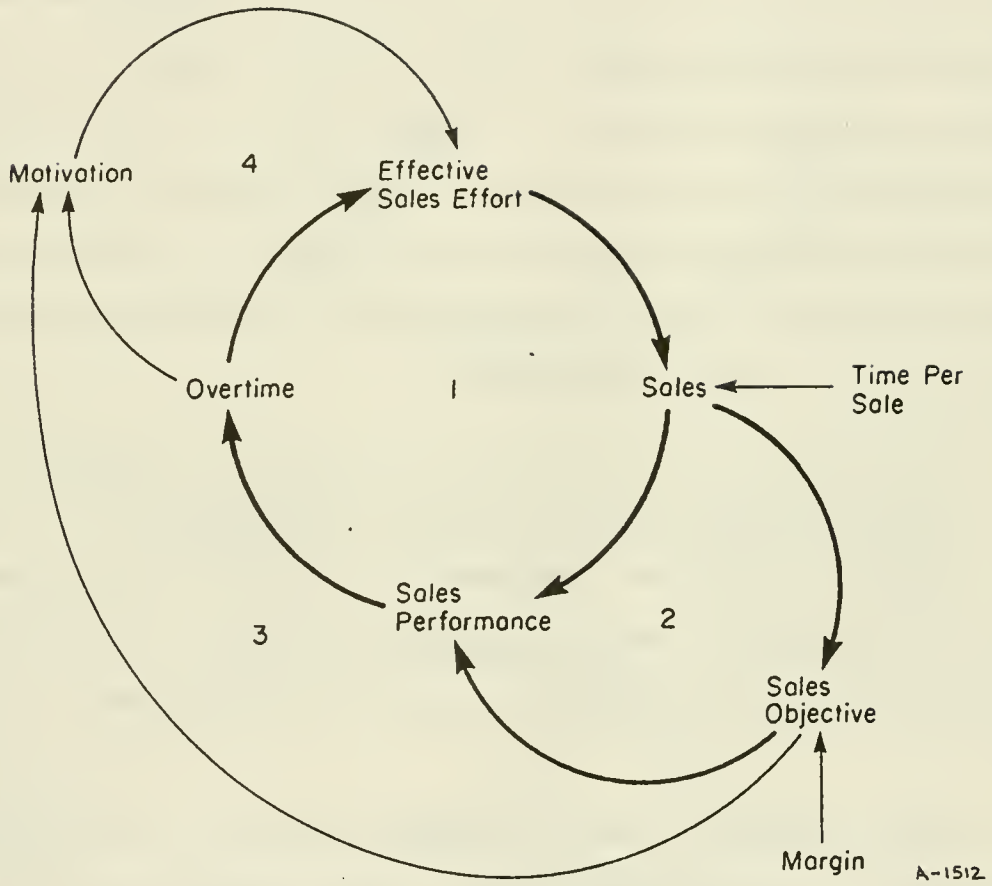 4
Motivation
Effective
Sales Effort
Overtime
1
Sales
Time Per
Sale
Sales
Performance
2
3
Sales
Objective
Margin
A-1512